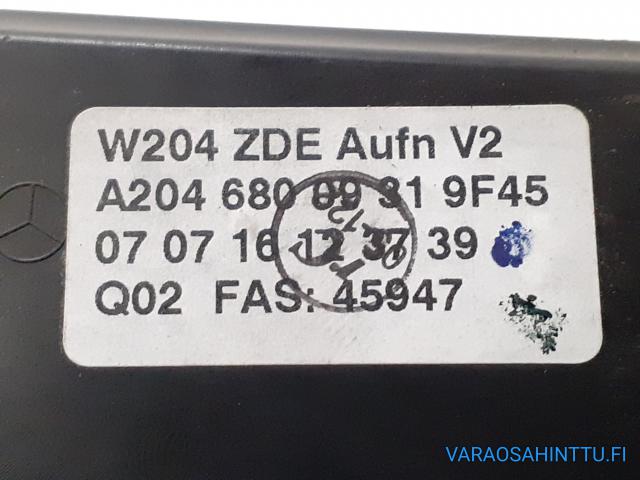 W204 ZDE Aufn V2
A204 680 09 31 9F45
07 07 16 12 37 39
Q02 FAS: 45947
VARAOSAHINTTU.FI